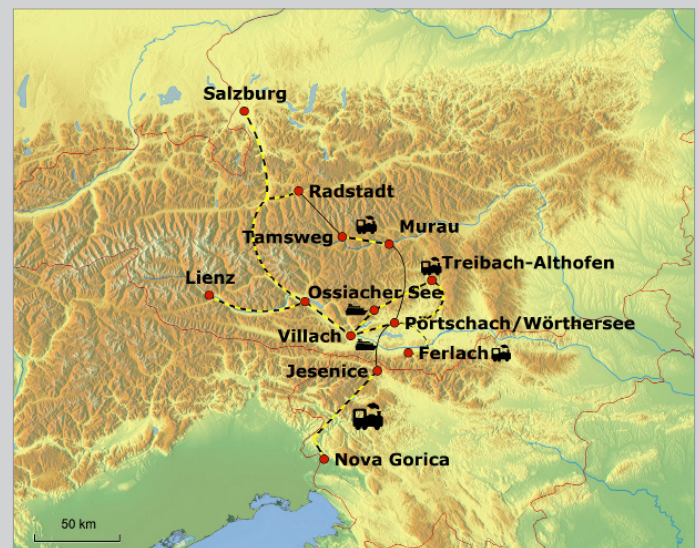 Salzburg
Radstadt
Tamsweg
Murau
Treibach-Althofen
Lienz
Ossiacher See
Pörtschach/Wörthersee
Villach
Ferlach
Jesenice
Nova Gorica
50 km